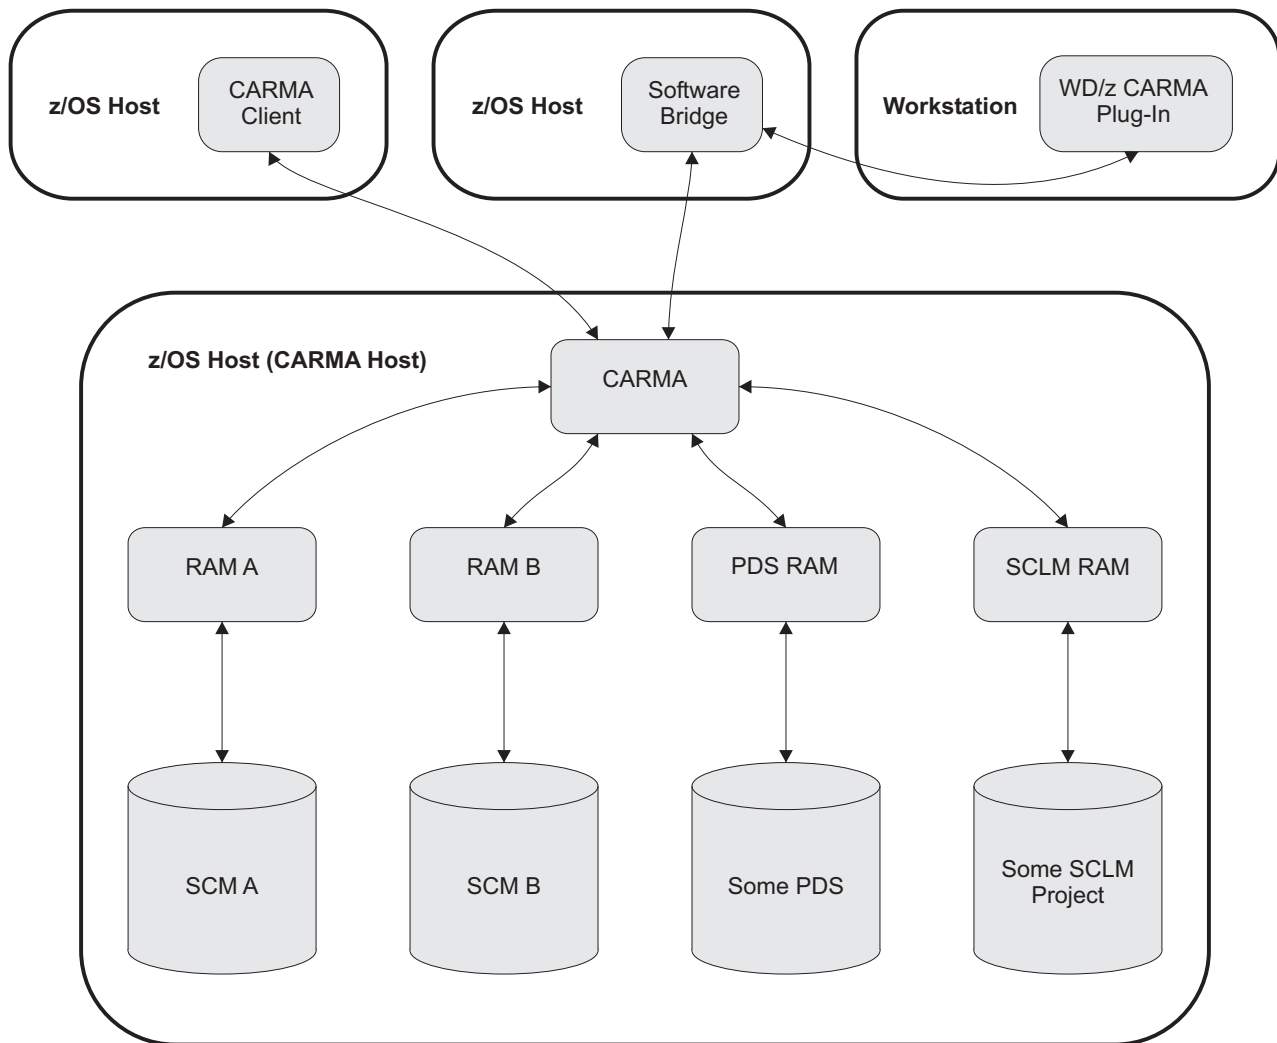 z/OS Host
CARMA
Client
z/OS Host
Software
Bridge
Workstation
WD/z CARMA
Plug-In
z/OS Host (CARMA Host)
CARMA
RAM A
RAM B
PDS RAM
SCLM RAM
SCM A
SCM B
Some PDS
Some SCLM
Project